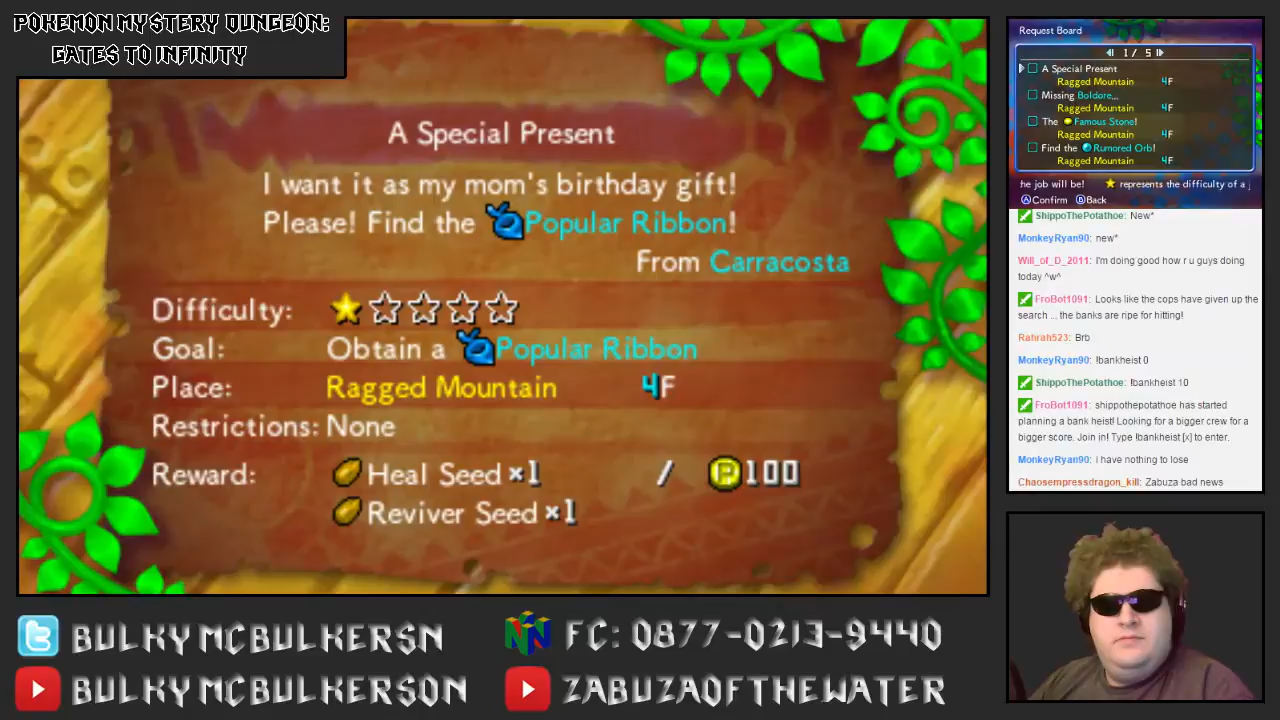 POKEMON MYSTERY DUNGEON:
GATES TO INFINITY
A Special Present
I want it as my mom's birthday gift!
Please! Find the Popular Ribbon!
From Carracosta
Difficulty:
Goal: Obtain a Popular Ribbon
Place: Ragged Mountain 4F
Restrictions: None
Reward: Heal Seed ×1 / P 100
Reviver Seed ×1
Request Board
1 / 5
A Special Present
Ragged Mountain 4F
Missing Boldore...
Ragged Mountain 4F
The Famous Stone!
Ragged Mountain 4F
Find the Rumored Orb!
Ragged Mountain 4F
he job will be! ★ represents the difficulty of a j
ⒶConfirm ⒷBack
ShippoThePotathoe: New*
MonkeyRyan90: new*
Will_of_D_2011: I'm doing good how r u guys doing
today ^w^
FroBot1091: Looks like the cops have given up the
search ... the banks are ripe for hitting!
Rahrah523: Brb
MonkeyRyan90: !bankheist 0
ShippoThePotathoe: !bankheist 10
FroBot1091: shippothepotathoe has started
planning a bank heist! Looking for a bigger crew for a
bigger score. Join in! Type !bankheist [x] to enter.
MonkeyRyan90: i have nothing to lose
Chaosempressdragon_kill: Zabuza bad news
BULKYMCBULKERSN
FC: 0877-0213-9440
BULKYMCBULKERSON
ZABUZAOFTHEWATER